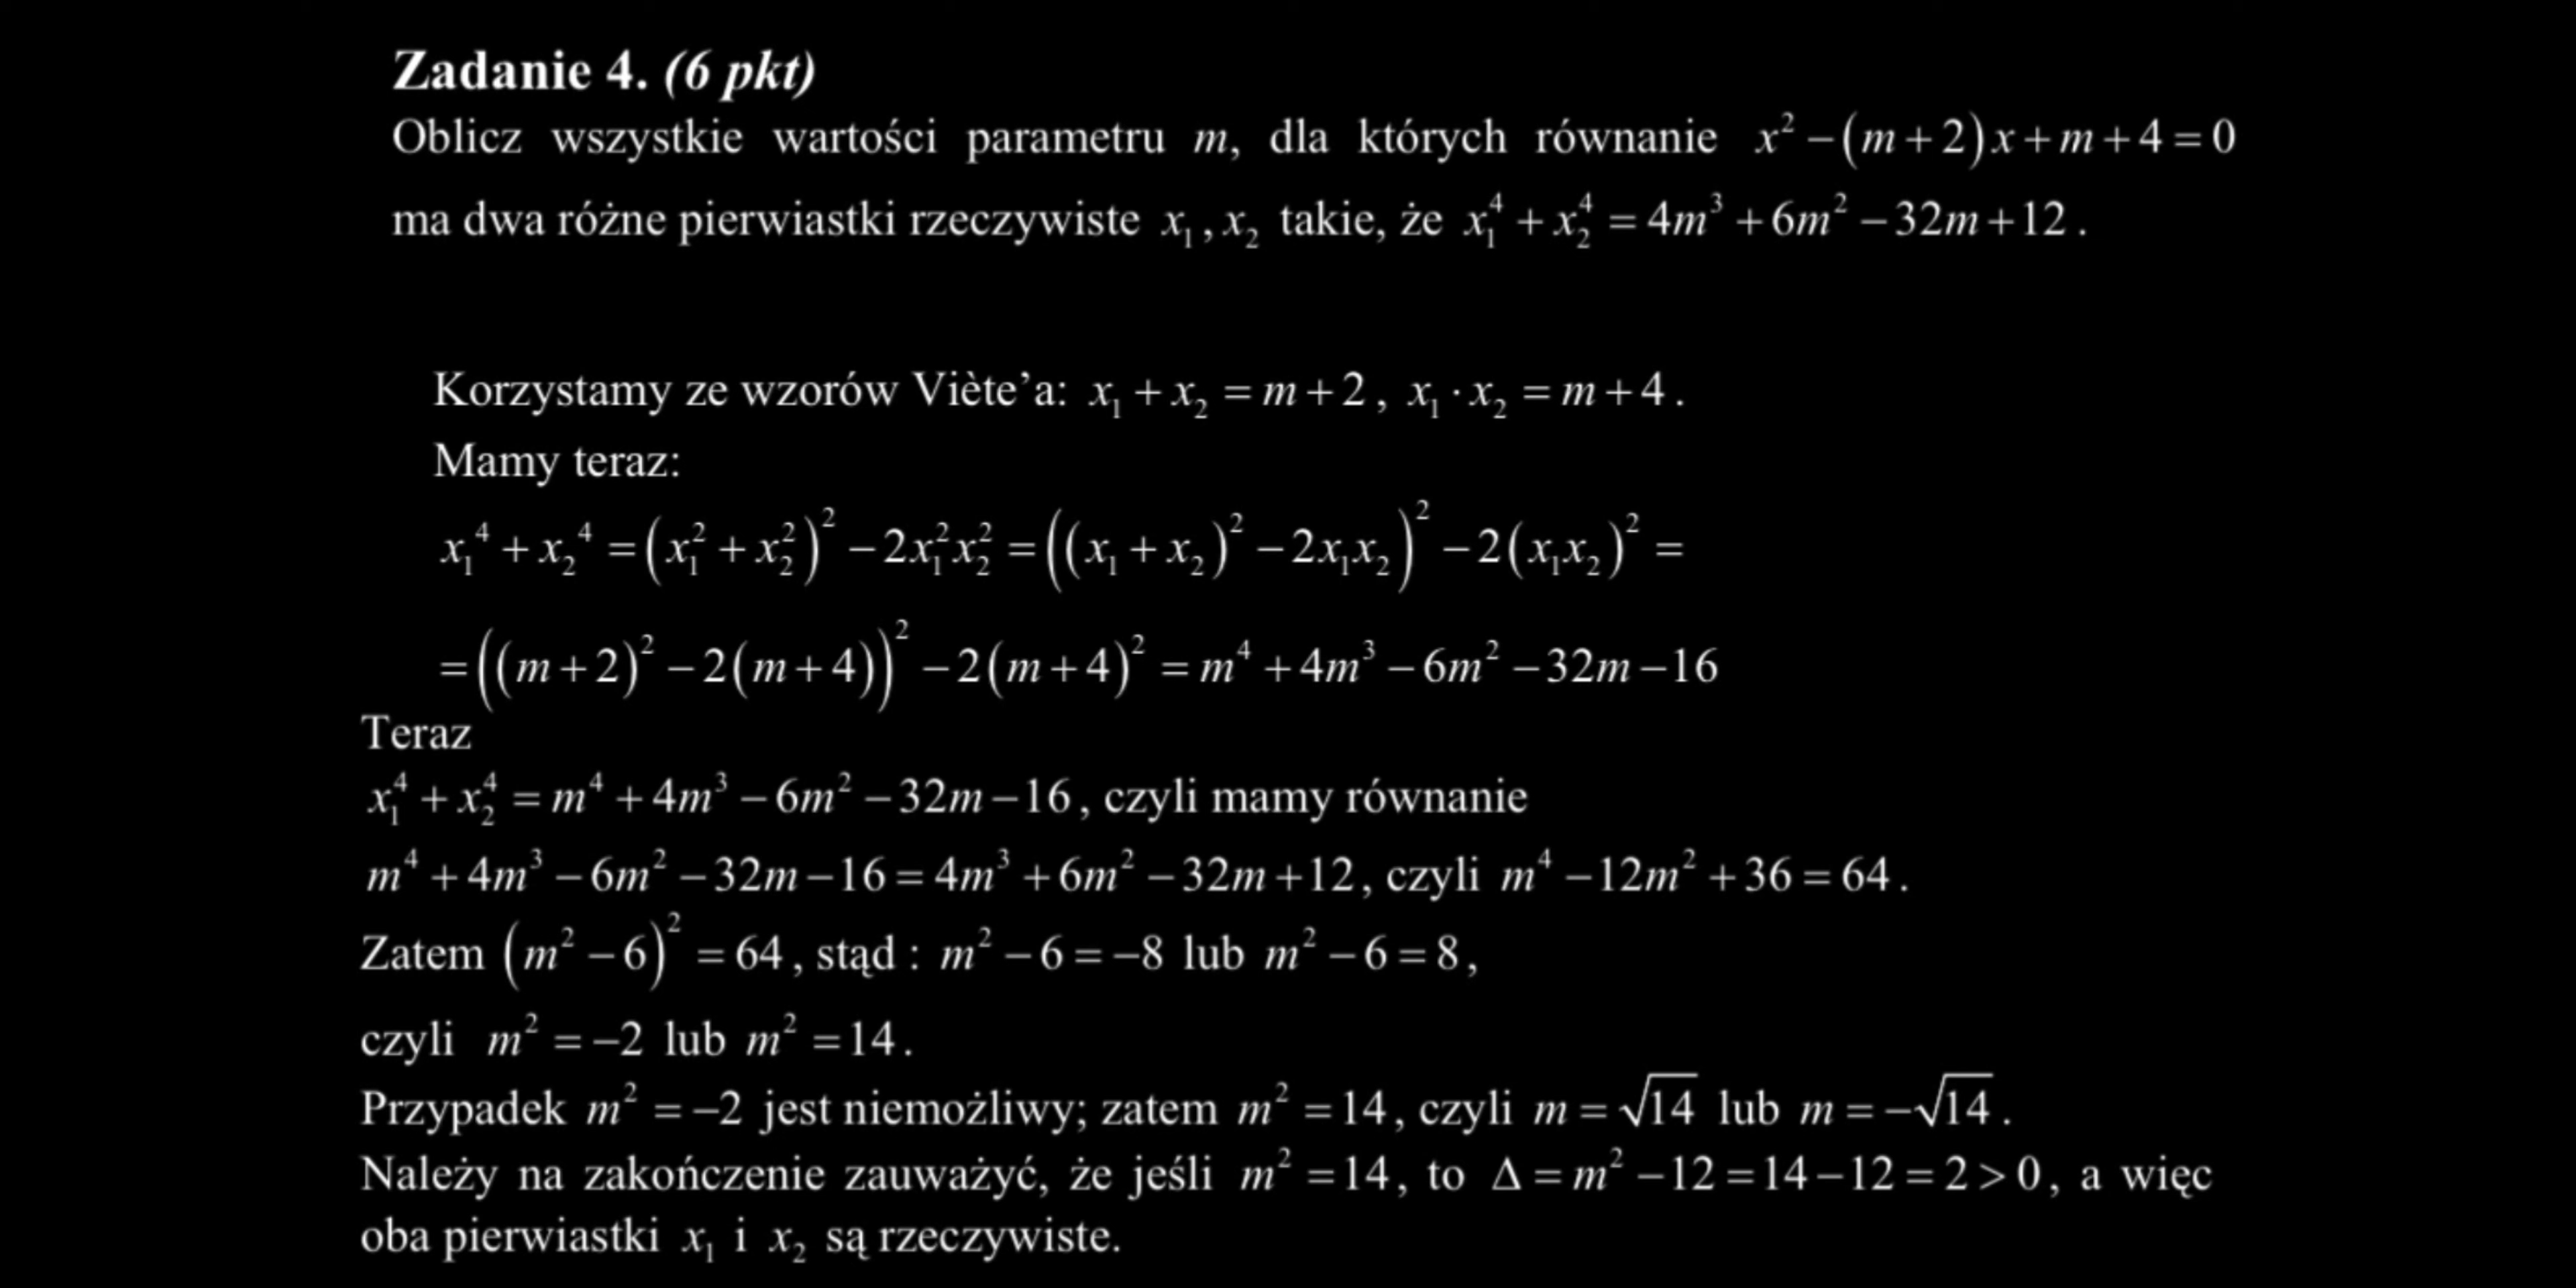 Zadanie 4. (6 pkt)
Oblicz wszystkie wartości parametru m, dla których równanie x² − (m + 2)x + m + 4 = 0
ma dwa różne pierwiastki rzeczywiste x₁, x₂ takie, że x₁⁴ + x₂⁴ = 4m³ + 6m² − 32m + 12.
Korzystamy ze wzorów Viète’a: x₁ + x₂ = m + 2, x₁ · x₂ = m + 4.
Mamy teraz:
x₁⁴ + x₂⁴ = (x₁² + x₂²)² − 2x₁²x₂² = ((x₁ + x₂)² − 2x₁x₂)² − 2(x₁x₂)² =
= ((m + 2)² − 2(m + 4))² − 2(m + 4)² = m⁴ + 4m³ − 6m² − 32m − 16
Teraz
x₁⁴ + x₂⁴ = m⁴ + 4m³ − 6m² − 32m − 16, czyli mamy równanie
m⁴ + 4m³ − 6m² − 32m − 16 = 4m³ + 6m² − 32m + 12, czyli m⁴ − 12m² + 36 = 64.
Zatem (m² − 6)² = 64, stąd : m² − 6 = −8 lub m² − 6 = 8,
czyli m² = −2 lub m² = 14.
Przypadek m² = −2 jest niemożliwy; zatem m² = 14, czyli m = √14 lub m = −√14.
Należy na zakończenie zauważyć, że jeśli m² = 14, to Δ = m² − 12 = 14 − 12 = 2 > 0, a więc
oba pierwiastki x₁ i x₂ są rzeczywiste.